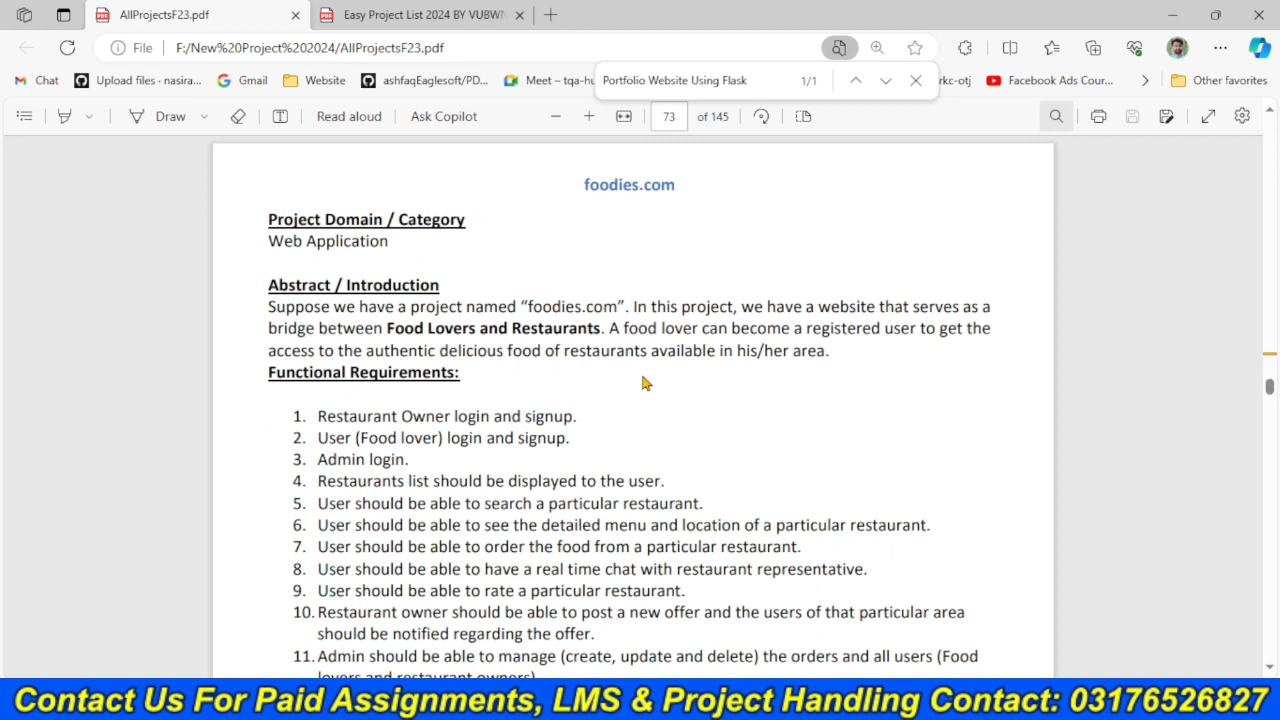 AllProjectsF23.pdf
Easy Project List 2024 BY VUBWN
File
F:/New%20Project%202024/AllProjectsF23.pdf
Chat
Upload files · nasira...
Gmail
Website
ashfaqEaglesoft/PD...
Meet – tqa-hu
Portfolio Website Using Flask
1/1
rkc-otj
Facebook Ads Cour...
Other favorites
Draw
Read aloud
Ask Copilot
73
of 145
foodies.com
Project Domain / Category
Web Application
Abstract / Introduction
Suppose we have a project named “foodies.com”. In this project, we have a website that serves as a
bridge between Food Lovers and Restaurants. A food lover can become a registered user to get the
access to the authentic delicious food of restaurants available in his/her area.
Functional Requirements:
1. Restaurant Owner login and signup.
2. User (Food lover) login and signup.
3. Admin login.
4. Restaurants list should be displayed to the user.
5. User should be able to search a particular restaurant.
6. User should be able to see the detailed menu and location of a particular restaurant.
7. User should be able to order the food from a particular restaurant.
8. User should be able to have a real time chat with restaurant representative.
9. User should be able to rate a particular restaurant.
10. Restaurant owner should be able to post a new offer and the users of that particular area
should be notified regarding the offer.
11. Admin should be able to manage (create, update and delete) the orders and all users (Food
lovers and restaurant owners).
Contact Us For Paid Assignments, LMS & Project Handling Contact: 03176526827